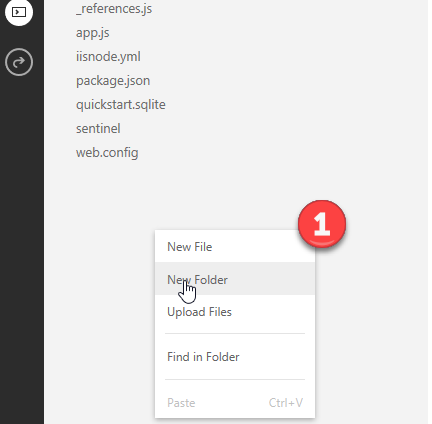 _references.js
app.js
iisnode.yml
package.json
quickstart.sqlite
sentinel
web.config
1
New File
New Folder
Upload Files
Find in Folder
Paste Ctrl+V